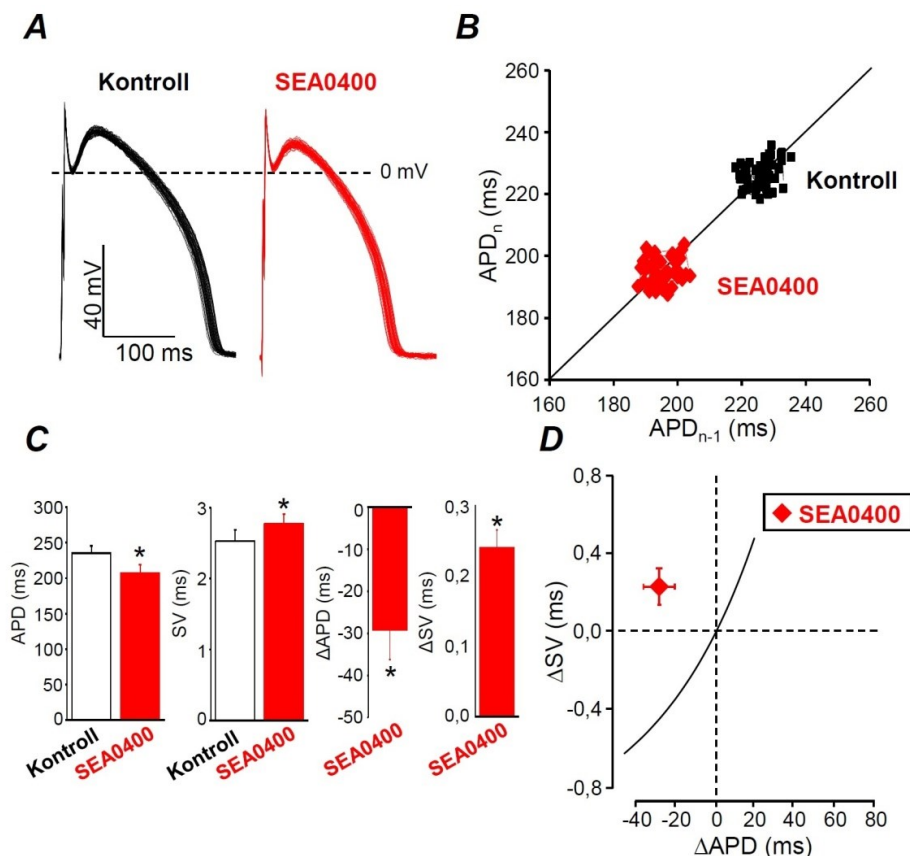 A
Kontroll
SEA0400
0 mV
40 mV
100 ms
B
260
240
220
200
180
160
APDn (ms)
Kontroll
SEA0400
160 180 200 220 240 260
APDn-1 (ms)
C
300
250
200
150
100
50
0
APD (ms)
*
Kontroll
SEA0400
3
2
1
0
SV (ms)
*
Kontroll
SEA0400
0
-10
-20
-30
-40
-50
ΔAPD (ms)
*
SEA0400
0,3
0,2
0,1
0,0
ΔSV (ms)
*
SEA0400
D
0,8
0,4
0,0
-0,4
-0,8
ΔSV (ms)
SEA0400
-40 -20 0 20 40 60 80
ΔAPD (ms)